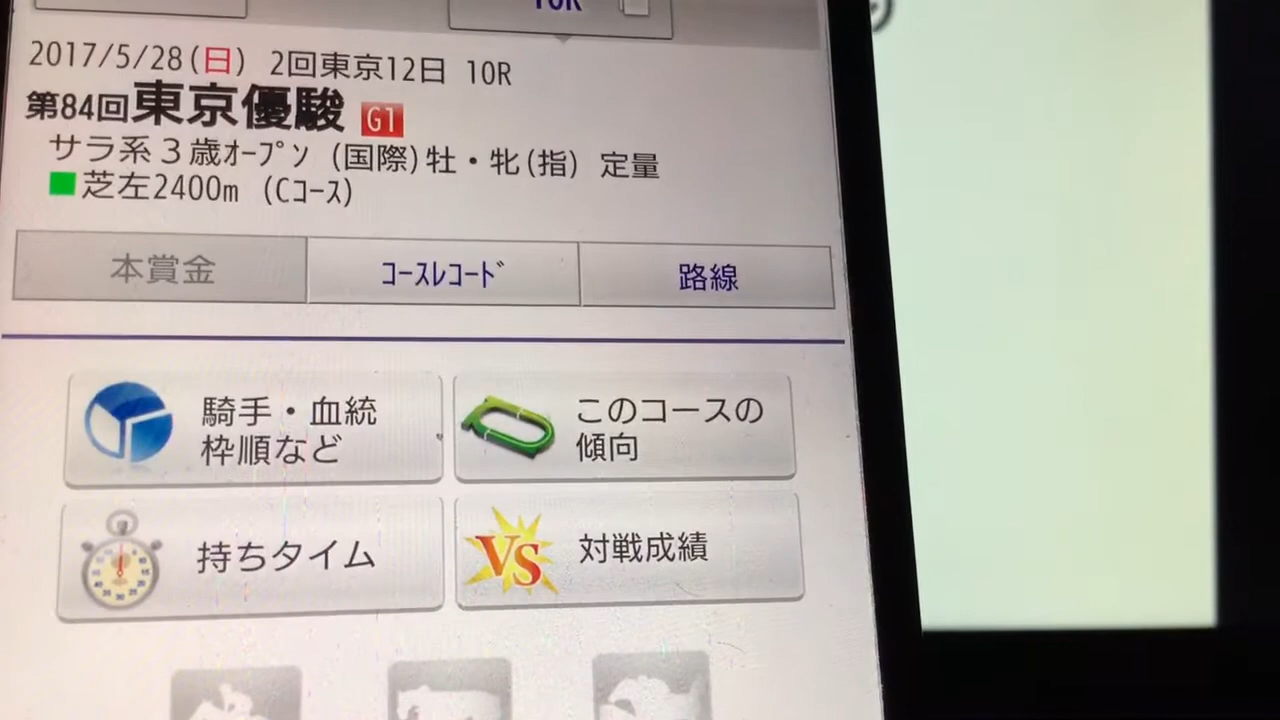 10R
2017/5/28(日) 2回東京12日 10R
第84回東京優駿 G1
サラ系3歳オープン (国際)牡・牝(指) 定量
芝左2400m (Cコース)
本賞金 コースレコード 路線
騎手・血統
枠順など
このコースの
傾向
持ちタイム
VS 対戦成績